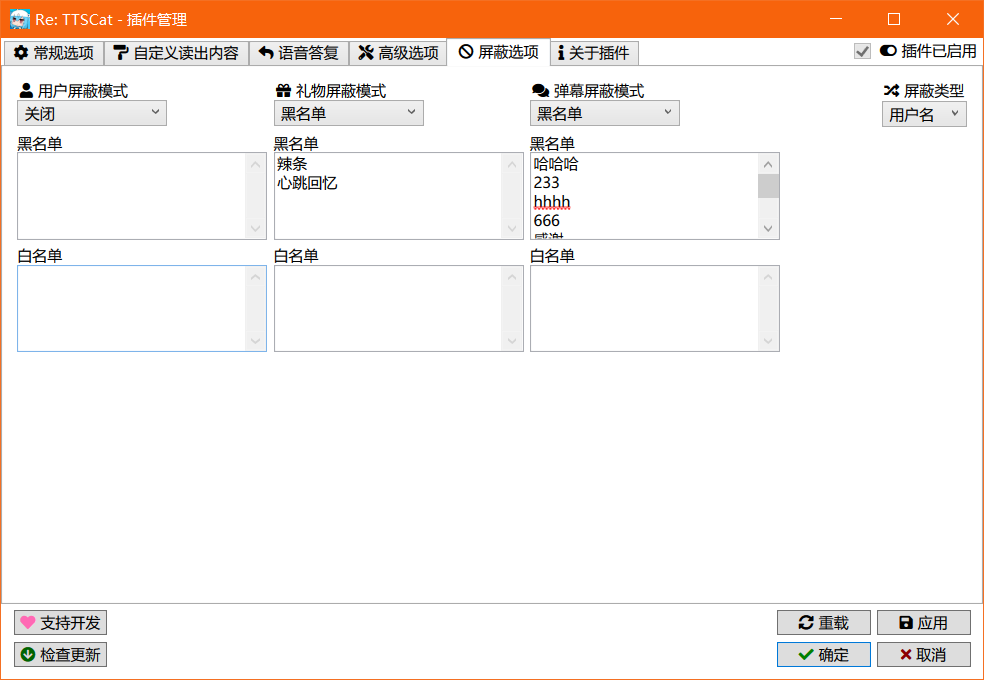 Re: TTSCat - 插件管理
常规选项 自定义读出内容 语音答复 高级选项 屏蔽选项 关于插件 插件已启用
用户屏蔽模式 礼物屏蔽模式 弹幕屏蔽模式 屏蔽类型
关闭 黑名单 黑名单 用户名
黑名单 黑名单 黑名单
辣条 哈哈哈
心跳回忆 233
hhhh
666
感谢
白名单 白名单 白名单
支持开发 重载 应用
检查更新 确定 取消